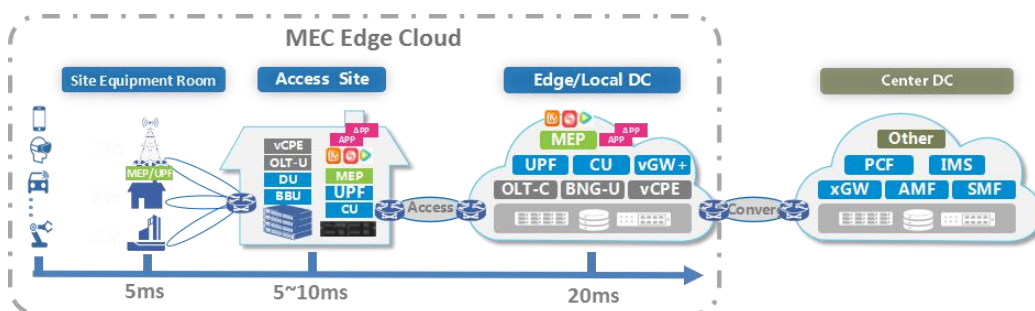 MEC Edge Cloud
Site Equipment Room
Access Site
Edge/Local DC
Center DC
MEP/UPF
vCPE
OLT-U
DU
BBU
APP
APP
MEP
UPF
CU
Access
APP
APP
MEP
UPF CU vGW+
OLT-C BNG-U vCPE
Conver
Other
PCF IMS
xGW AMF SMF
5ms
5~10ms
20ms